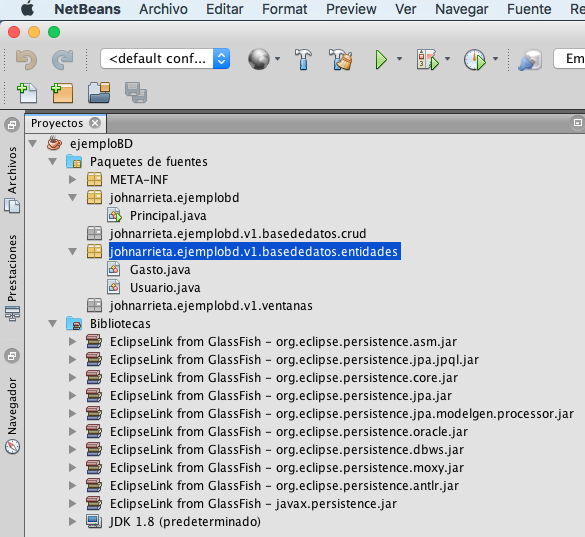 NetBeans Archivo Editar Format Preview Ver Navegar Fuente Re
<default conf... Em
Proyectos
Archivos
Prestaciones
Navegador
ejemploBD
Paquetes de fuentes
META-INF
johnarrieta.ejemplobd
Principal.java
johnarrieta.ejemplobd.v1.basededatos.crud
johnarrieta.ejemplobd.v1.basededatos.entidades
Gasto.java
Usuario.java
johnarrieta.ejemplobd.v1.ventanas
Bibliotecas
EclipseLink from GlassFish - org.eclipse.persistence.asm.jar
EclipseLink from GlassFish - org.eclipse.persistence.jpa.jpql.jar
EclipseLink from GlassFish - org.eclipse.persistence.core.jar
EclipseLink from GlassFish - org.eclipse.persistence.jpa.jar
EclipseLink from GlassFish - org.eclipse.persistence.jpa.modelgen.processor.jar
EclipseLink from GlassFish - org.eclipse.persistence.oracle.jar
EclipseLink from GlassFish - org.eclipse.persistence.dbws.jar
EclipseLink from GlassFish - org.eclipse.persistence.moxy.jar
EclipseLink from GlassFish - org.eclipse.persistence.antlr.jar
EclipseLink from GlassFish - javax.persistence.jar
JDK 1.8 (predeterminado)